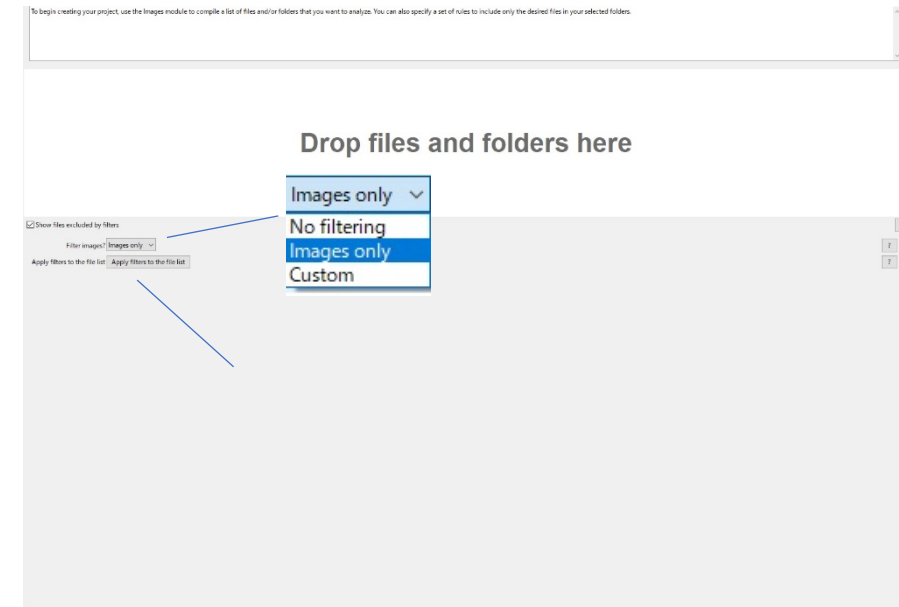 To begin creating your project, use the Images module to compile a list of files and/or folders that you want to analyze. You can also specify a set of rules to include only the desired files in your selected folders.
Drop files and folders here
Images only
No filtering
Images only
Custom
Show files excluded by filters
Filter images? Images only
?
Apply filters to the file list Apply filters to the file list
?